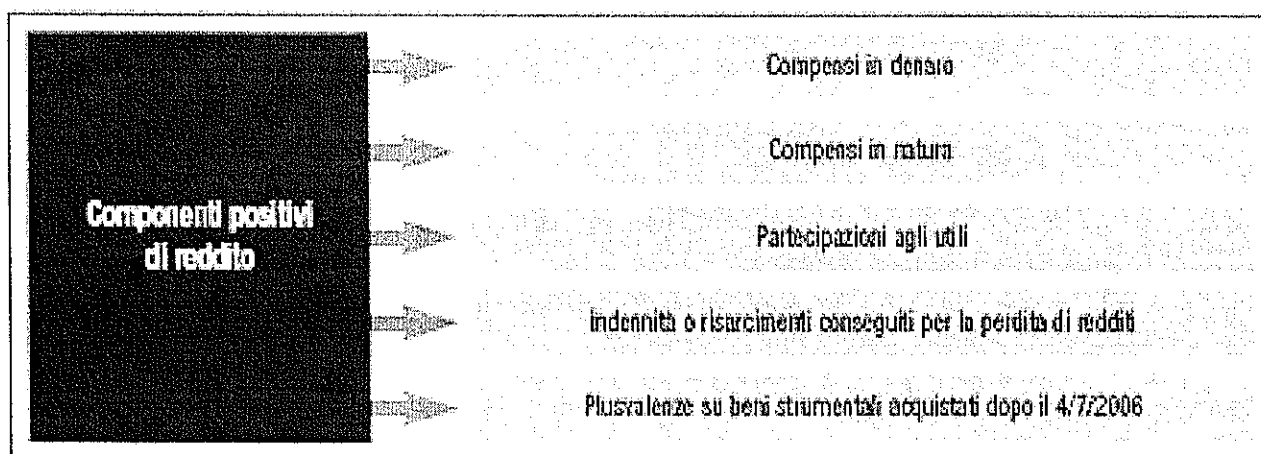 Componenti positivi
di reddito
Compensi in denaro
Compensi in natura
Partecipazioni agli utili
Indennità o risarcimenti conseguiti per la perdita di redditi
Plusvalenze su beni strumentali acquistati dopo il 4/7/2006